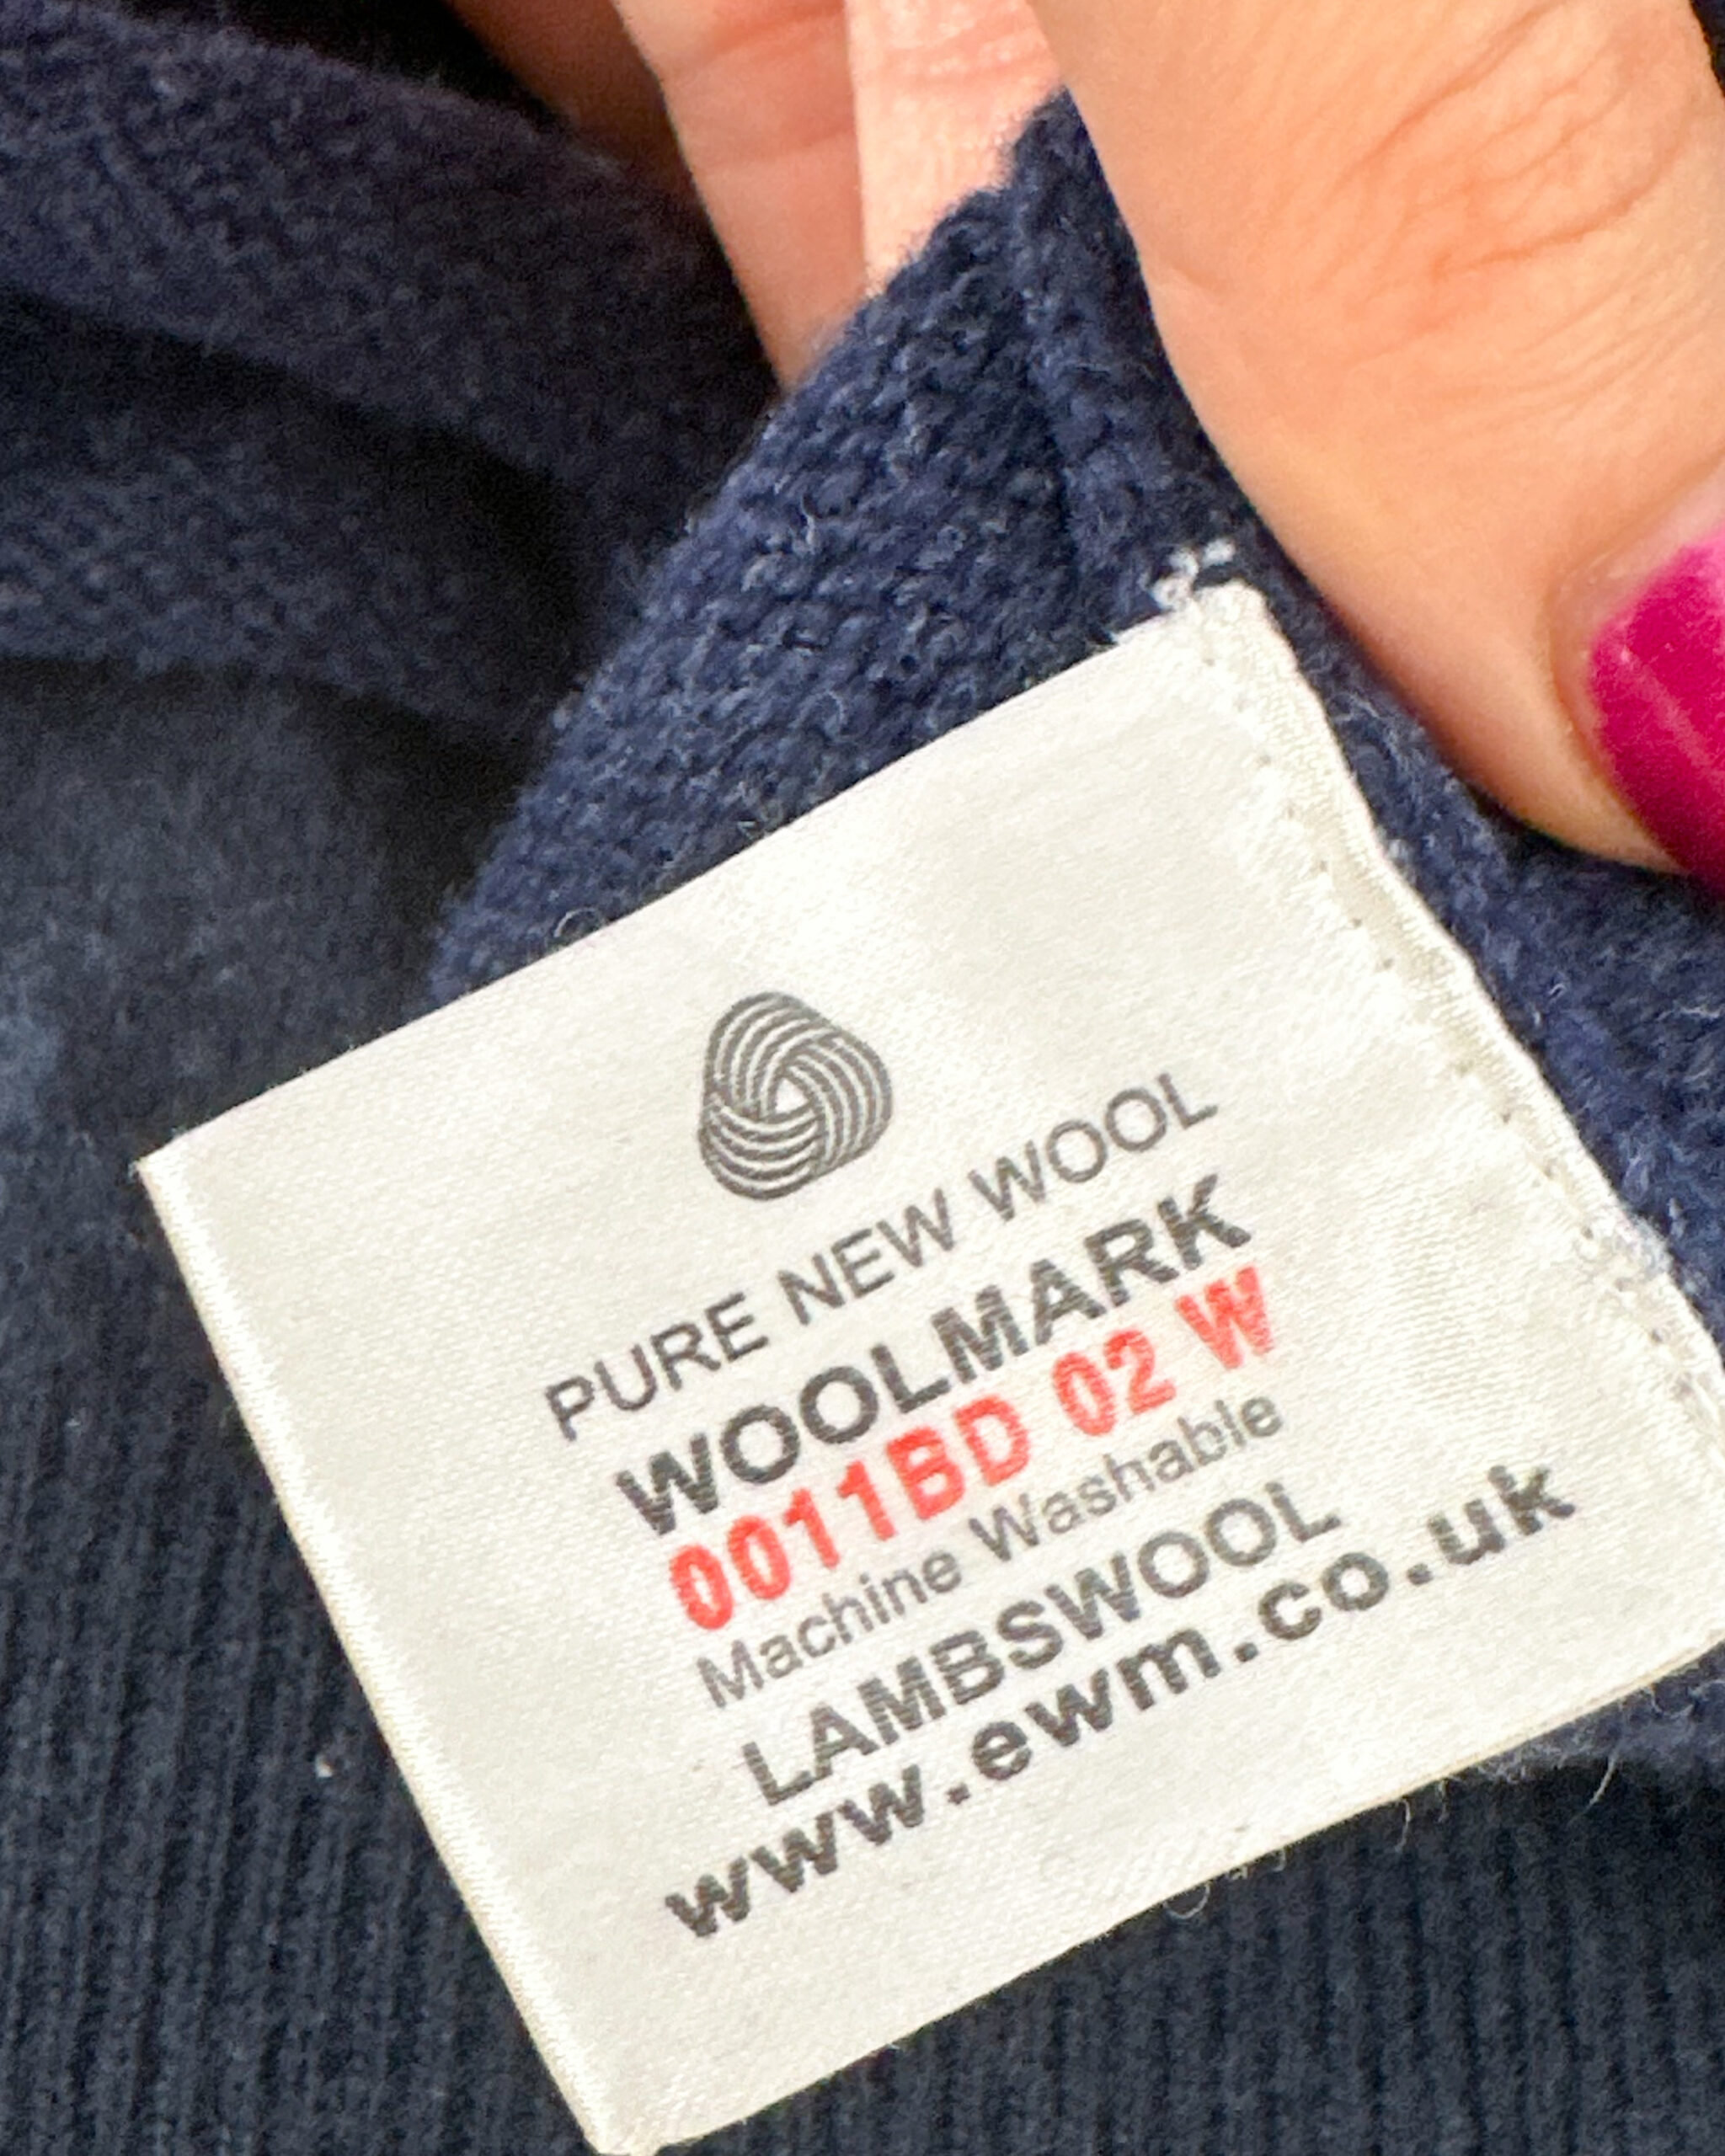 PURE NEW WOOL
WOOLMARK
0011BD 02 W
Machine Washable
LAMBSWOOL
www.ewm.co.uk